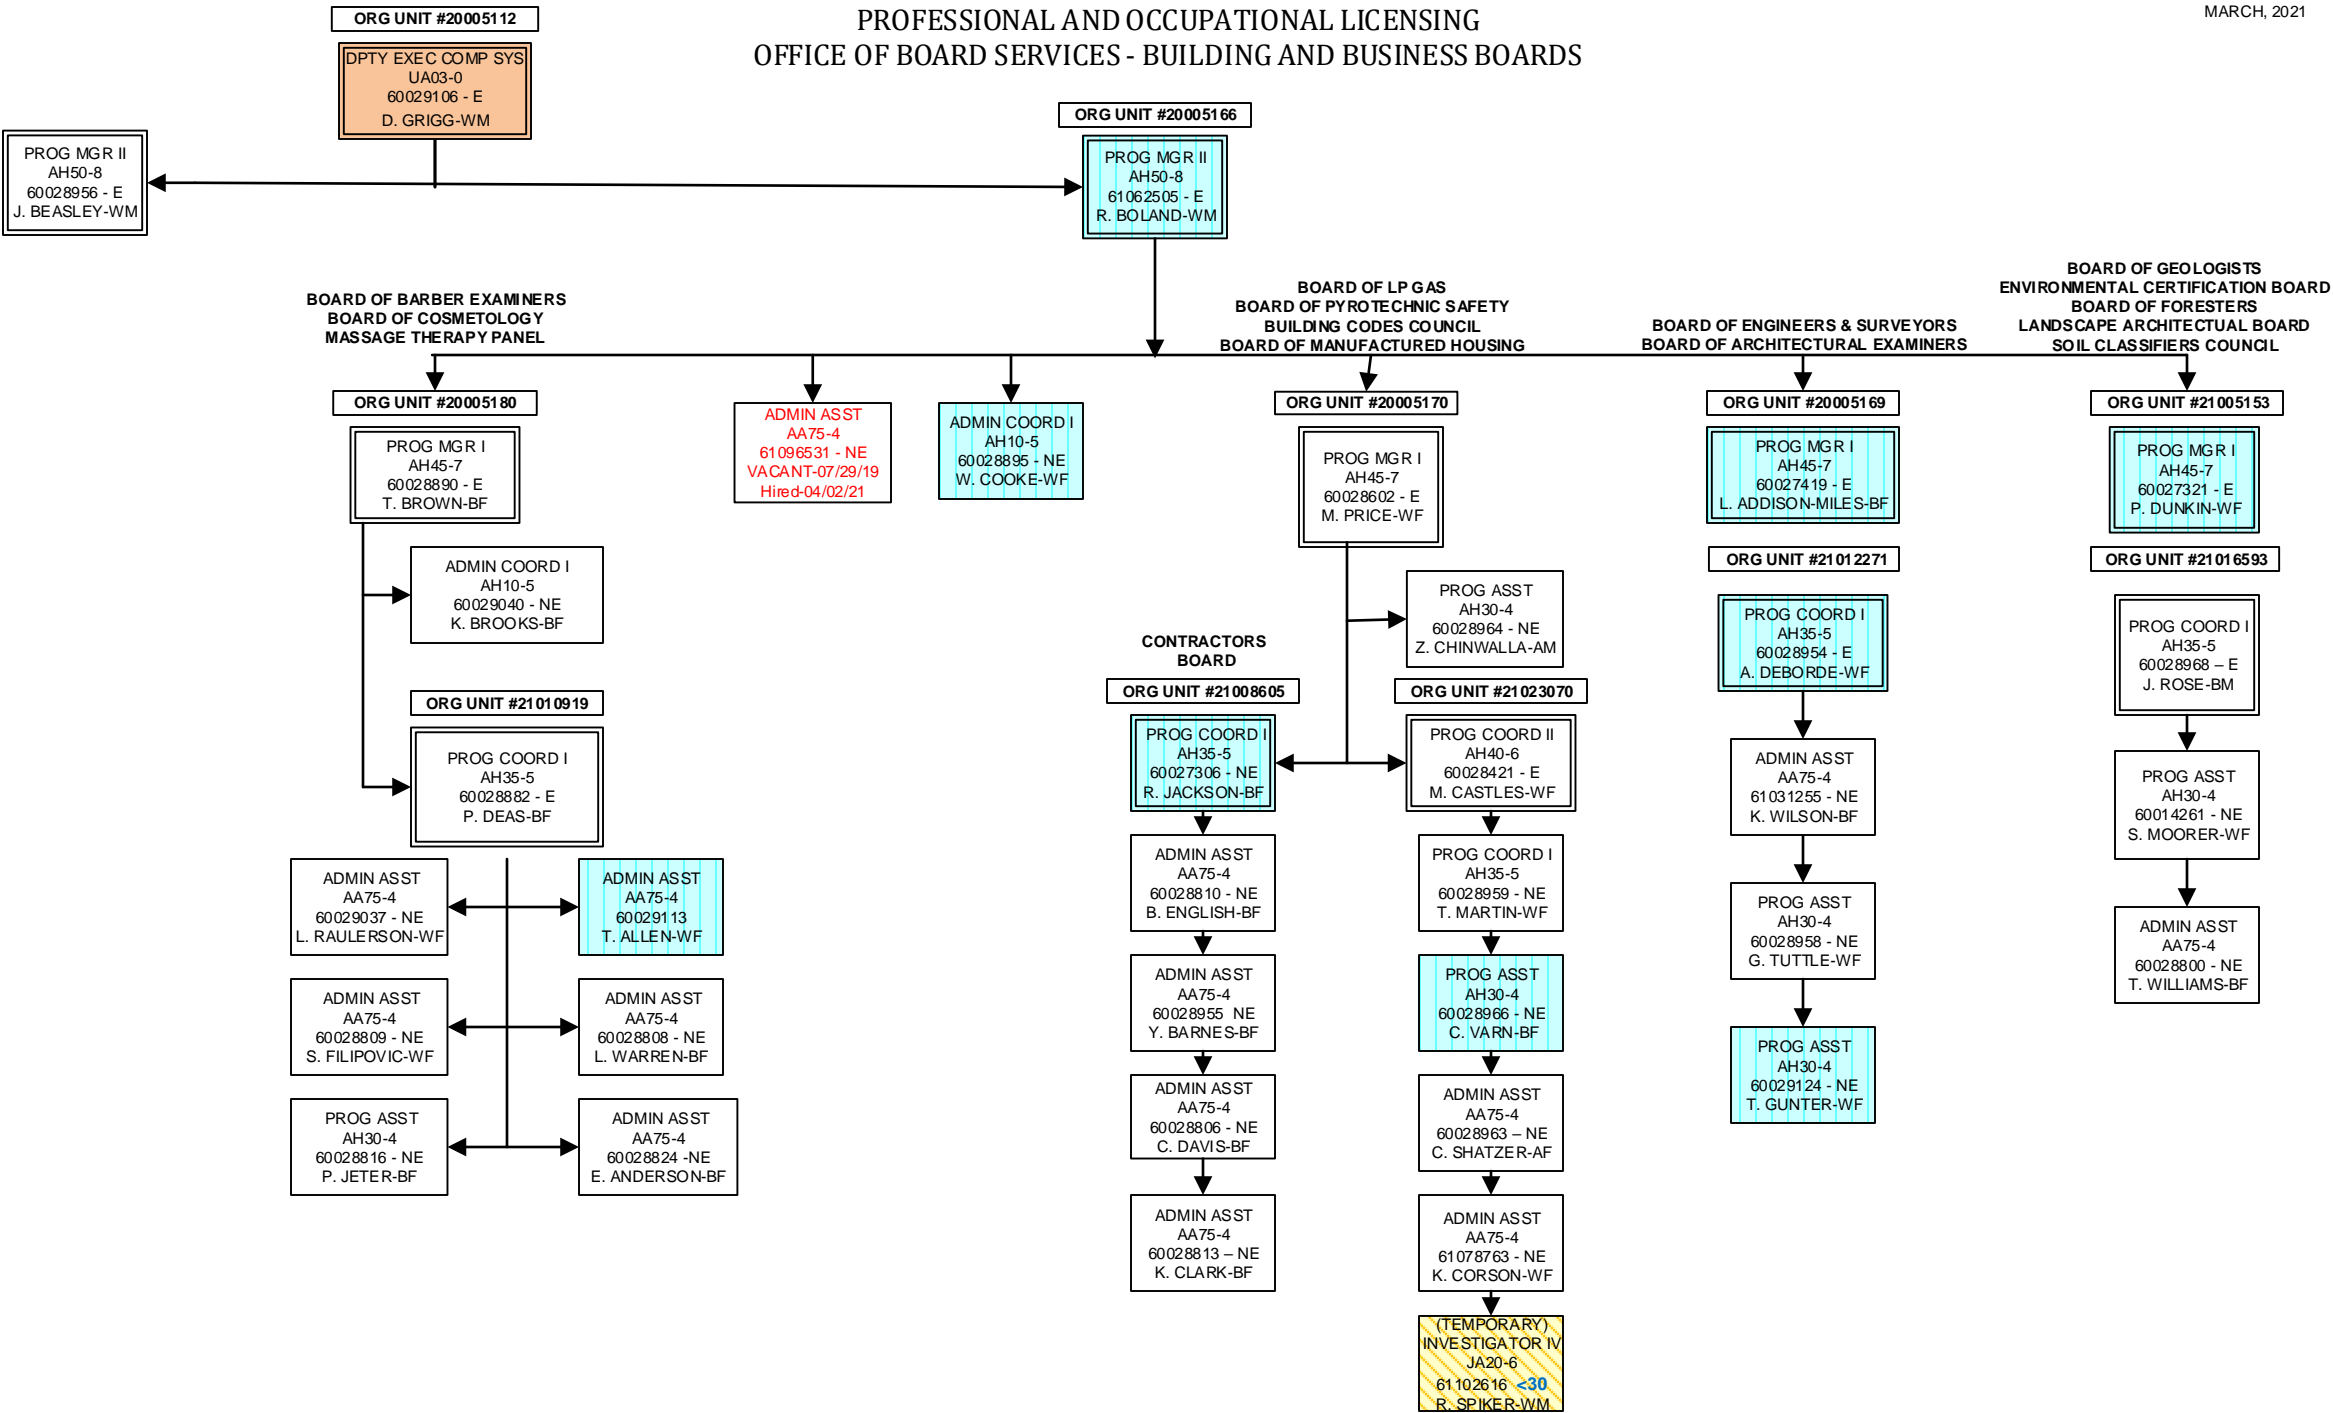 MARCH, 2021
PROFESSIONAL AND OCCUPATIONAL LICENSING
OFFICE OF BOARD SERVICES - BUILDING AND BUSINESS BOARDS
ORG UNIT #20005112
DPTY EXEC COMP SYS
UA03-0
60029106 - E
D. GRIGG-WM
PROG MGR II
AH50-8
60028956 - E
J. BEASLEY-WM
ORG UNIT #20005166
PROG MGR II
AH50-8
61062505 - E
R. BOLAND-WM
BOARD OF BARBER EXAMINERS
BOARD OF COSMETOLOGY
MASSAGE THERAPY PANEL
BOARD OF LP GAS
BOARD OF PYROTECHNIC SAFETY
BUILDING CODES COUNCIL
BOARD OF MANUFACTURED HOUSING
BOARD OF ENGINEERS & SURVEYORS
BOARD OF ARCHITECTURAL EXAMINERS
BOARD OF GEOLOGISTS
ENVIRONMENTAL CERTIFICATION BOARD
BOARD OF FORESTERS
LANDSCAPE ARCHITECTUAL BOARD
SOIL CLASSIFIERS COUNCIL
ORG UNIT #20005180
PROG MGR I
AH45-7
60028890 - E
T. BROWN-BF
ADMIN COORD I
AH10-5
60029040 - NE
K. BROOKS-BF
ORG UNIT #21010919
PROG COORD I
AH35-5
60028882 - E
P. DEAS-BF
ADMIN ASST
AA75-4
60029037 - NE
L. RAULERSON-WF
ADMIN ASST
AA75-4
60029113
T. ALLEN-WF
ADMIN ASST
AA75-4
60028809 - NE
S. FILIPOVIC-WF
ADMIN ASST
AA75-4
60028808 - NE
L. WARREN-BF
PROG ASST
AH30-4
60028816 - NE
P. JETER-BF
ADMIN ASST
AA75-4
60028824 -NE
E. ANDERSON-BF
ADMIN ASST
AA75-4
61096531 - NE
VACANT-07/29/19
Hired-04/02/21
ADMIN COORD I
AH10-5
60028895 - NE
W. COOKE-WF
ORG UNIT #20005170
PROG MGR I
AH45-7
60028602 - E
M. PRICE-WF
PROG ASST
AH30-4
60028964 - NE
Z. CHINWALLA-AM
CONTRACTORS
BOARD
ORG UNIT #21008605
PROG COORD I
AH35-5
60027306 - NE
R. JACKSON-BF
ADMIN ASST
AA75-4
60028810 - NE
B. ENGLISH-BF
ADMIN ASST
AA75-4
60028955 NE
Y. BARNES-BF
ADMIN ASST
AA75-4
60028806 - NE
C. DAVIS-BF
ADMIN ASST
AA75-4
60028813 – NE
K. CLARK-BF
ORG UNIT #21023070
PROG COORD II
AH40-6
60028421 - E
M. CASTLES-WF
PROG COORD I
AH35-5
60028959 - NE
T. MARTIN-WF
PROG ASST
AH30-4
60028966 - NE
C. VARN-BF
ADMIN ASST
AA75-4
60028963 – NE
C. SHATZER-AF
ADMIN ASST
AA75-4
61078763 - NE
K. CORSON-WF
(TEMPORARY)
INVESTIGATOR IV
JA20-6
61102616 <30
R. SPIKER-WM
ORG UNIT #20005169
PROG MGR I
AH45-7
60027419 - E
L. ADDISON-MILES-BF
ORG UNIT #21012271
PROG COORD I
AH35-5
60028954 - E
A. DEBORDE-WF
ADMIN ASST
AA75-4
61031255 - NE
K. WILSON-BF
PROG ASST
AH30-4
60028958 - NE
G. TUTTLE-WF
PROG ASST
AH30-4
60029124 - NE
T. GUNTER-WF
ORG UNIT #21005153
PROG MGR I
AH45-7
60027321 - E
P. DUNKIN-WF
ORG UNIT #21016593
PROG COORD I
AH35-5
60028968 – E
J. ROSE-BM
PROG ASST
AH30-4
60014261 - NE
S. MOORER-WF
ADMIN ASST
AA75-4
60028800 - NE
T. WILLIAMS-BF